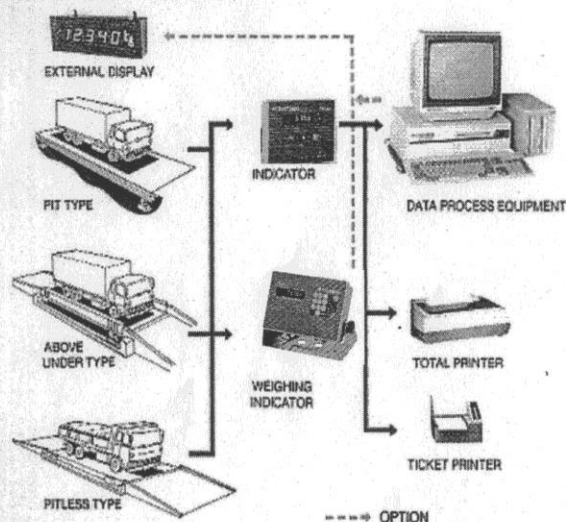 12340
EXTERNAL DISPLAY
PIT TYPE
INDICATOR
DATA PROCESS EQUIPMENT
ABOVE
UNDER TYPE
WEIGHING
INDICATOR
TOTAL PRINTER
TICKET PRINTER
PITLESS TYPE
OPTION